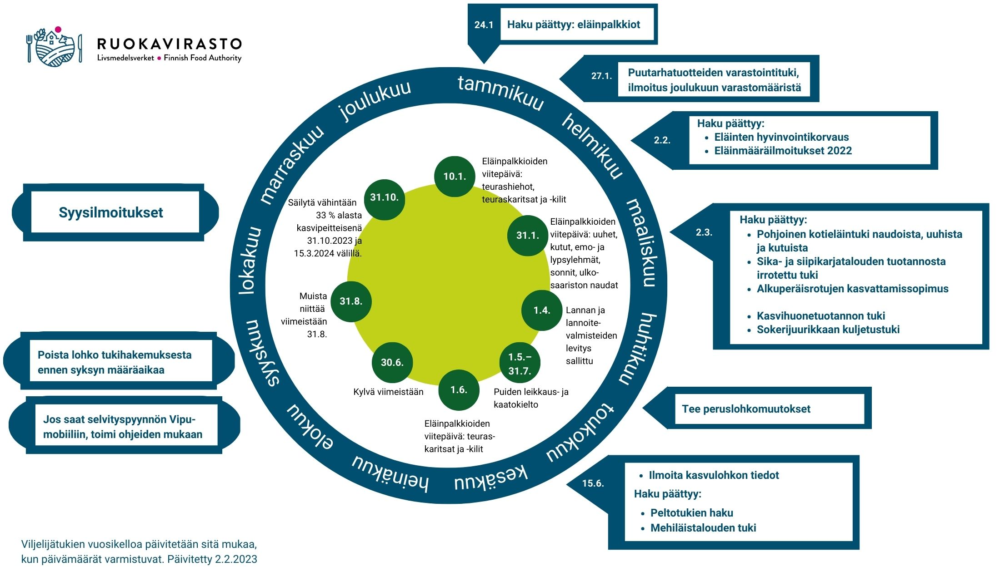 RUOKAVIRASTO
Livsmedelsverket • Finnish Food Authority
24.1
Haku päättyy: eläinpalkkiot
27.1.
Puutarhatuotteiden varastointituki,
ilmoitus joulukuun varastomääristä
2.2.
Haku päättyy:
• Eläinten hyvinvointikorvaus
• Eläinmääräilmoitukset 2022
2.3.
Haku päättyy:
• Pohjoinen kotieläintuki naudoista, uuhista
ja kutuista
• Sika- ja siipikarjatalouden tuotannosta
irrotettu tuki
• Alkuperäisrotujen kasvattamissopimus
• Kasvihuonetuotannon tuki
• Sokerijuurikkaan kuljetustuki
Tee peruslohkomuutokset
15.6.
• Ilmoita kasvulohkon tiedot
Haku päättyy:
• Peltotukien haku
• Mehiläistalouden tuki
tammikuu
helmikuu
maaliskuu
huhtikuu
toukokuu
kesäkuu
heinäkuu
elokuu
syyskuu
lokakuu
marraskuu
joulukuu
10.1.
Eläinpalkkioiden
viitepäivä:
teurashiehot,
teuraskaritsat ja -kilit
31.1.
Eläinpalkkioiden
viitepäivä: uuhet,
kutut, emo- ja
lypsylehmät,
sonnit, ulko-
saariston naudat
1.4.
Lannan ja
lannoite-
valmisteiden
levitys
sallittu
1.5.–
31.7.
Puiden leikkaus- ja
kaatokielto
1.6.
Eläinpalkkioiden
viitepäivä: teuras-
karitsat ja -kilit
30.6.
Kylvä viimeistään
31.8.
Muista
niittää
viimeistään
31.8.
31.10.
Säilytä vähintään
33 % alasta
kasvipeitteisenä
31.10.2023 ja
15.3.2024 välillä.
Syysilmoitukset
Poista lohko tukihakemuksesta
ennen syksyn määräaikaa
Jos saat selvityspyynnön Vipu-
mobiiliin, toimi ohjeiden mukaan
Viljelijätukien vuosikelloa päivitetään sitä mukaa,
kun päivämäärät varmistuvat. Päivitetty 2.2.2023